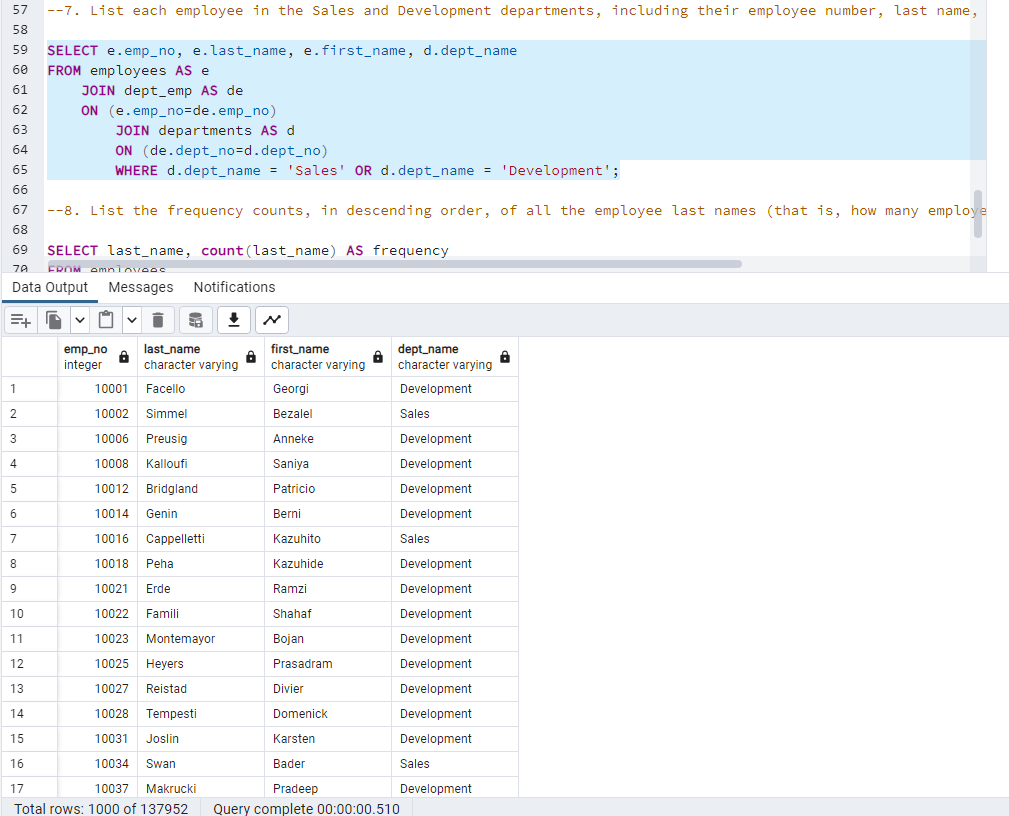 57 --7. List each employee in the Sales and Development departments, including their employee number, last name,
58
59 SELECT e.emp_no, e.last_name, e.first_name, d.dept_name
60 FROM employees AS e
61 JOIN dept_emp AS de
62 ON (e.emp_no=de.emp_no)
63 JOIN departments AS d
64 ON (de.dept_no=d.dept_no)
65 WHERE d.dept_name = 'Sales' OR d.dept_name = 'Development';
66
67 --8. List the frequency counts, in descending order, of all the employee last names (that is, how many employe
68
69 SELECT last_name, count(last_name) AS frequency
70 FROM employees
Data Output Messages Notifications
emp_no last_name first_name dept_name
integer character varying character varying character varying
1 10001 Facello Georgi Development
2 10002 Simmel Bezalel Sales
3 10006 Preusig Anneke Development
4 10008 Kalloufi Saniya Development
5 10012 Bridgland Patricio Development
6 10014 Genin Berni Development
7 10016 Cappelletti Kazuhito Sales
8 10018 Peha Kazuhide Development
9 10021 Erde Ramzi Development
10 10022 Famili Shahaf Development
11 10023 Montemayor Bojan Development
12 10025 Heyers Prasadram Development
13 10027 Reistad Divier Development
14 10028 Tempesti Domenick Development
15 10031 Joslin Karsten Development
16 10034 Swan Bader Sales
17 10037 Makrucki Pradeep Development
Total rows: 1000 of 137952 Query complete 00:00:00.510